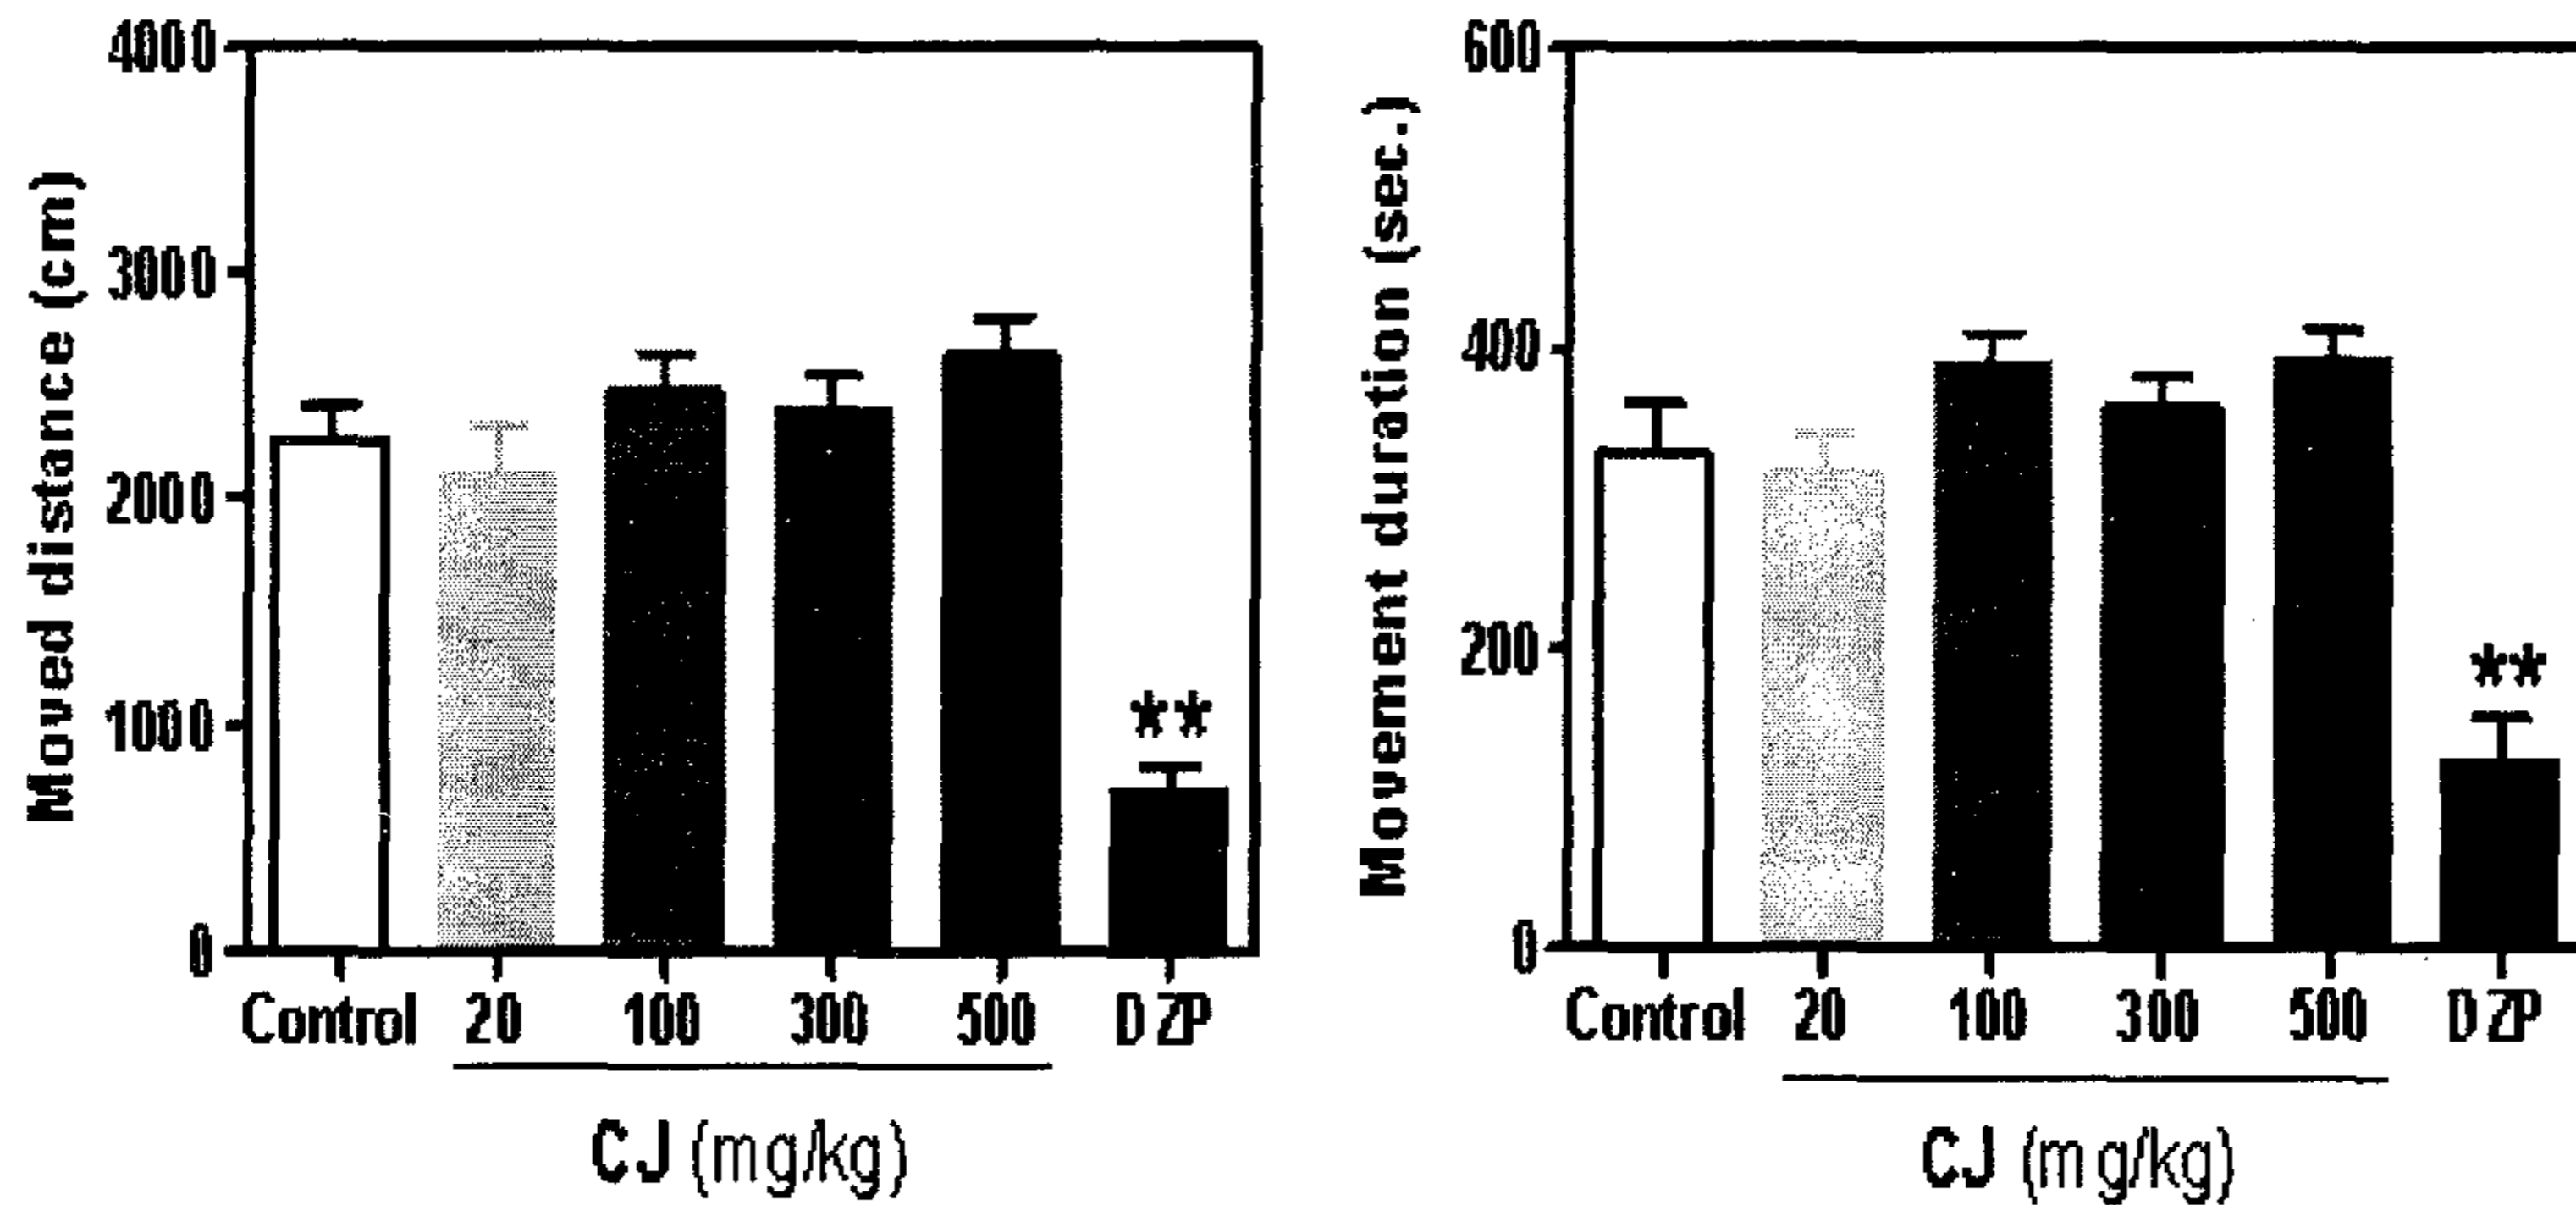 Moved distance (cm)
4000
3000
2000
1000
0
**
Control 20 100 300 500 DZP
CJ (mg/kg)
Movement duration (sec.)
600
400
200
0
**
Control 20 100 300 500 DZP
CJ (mg/kg)